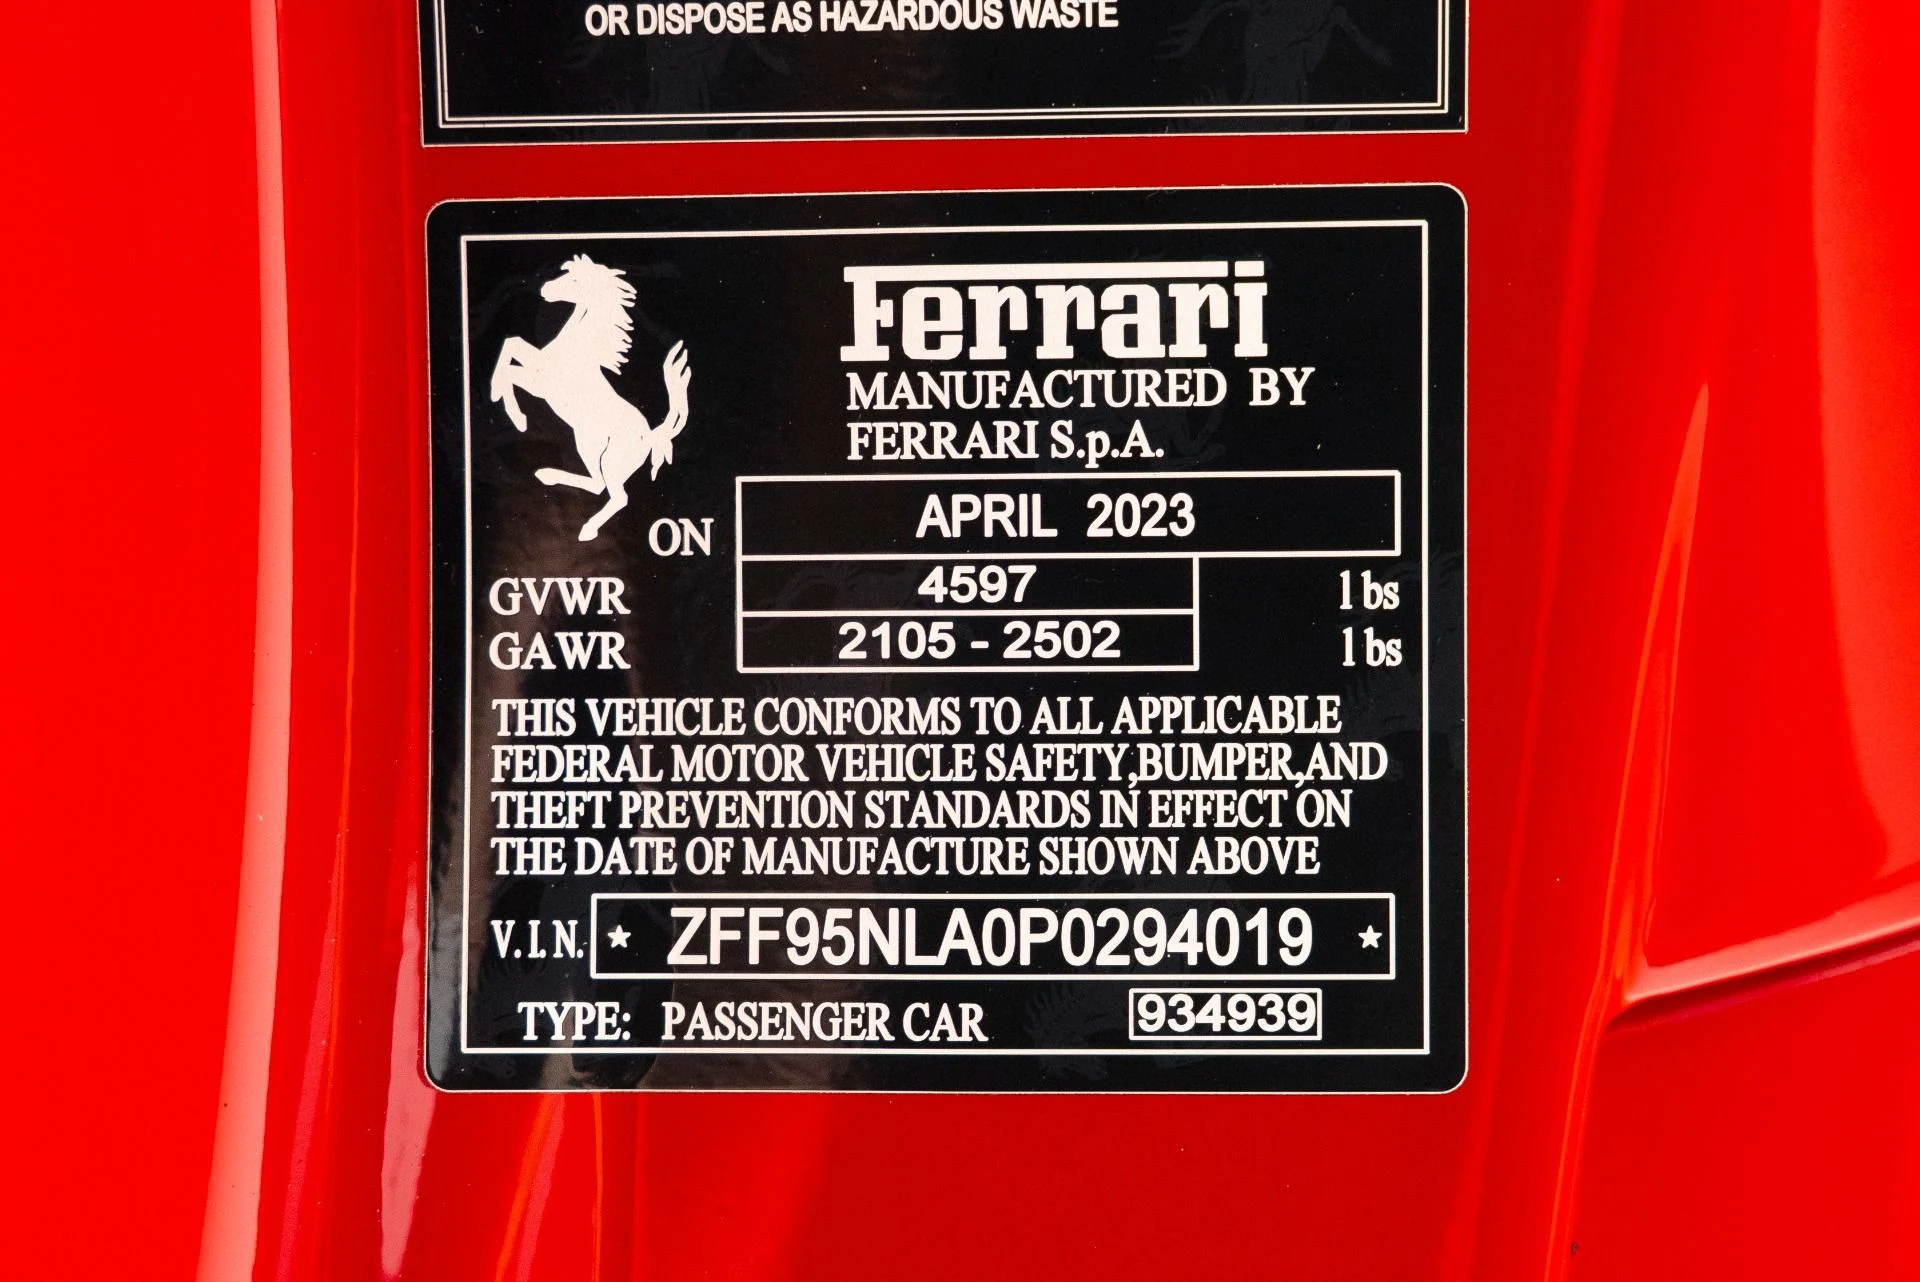 OR DISPOSE AS HAZARDOUS WASTE
Ferrari
MANUFACTURED BY
FERRARI S.p.A.
ON APRIL 2023
GVWR 4597 lbs
GAWR 2105 - 2502 lbs
THIS VEHICLE CONFORMS TO ALL APPLICABLE
FEDERAL MOTOR VEHICLE SAFETY,BUMPER,AND
THEFT PREVENTION STANDARDS IN EFFECT ON
THE DATE OF MANUFACTURE SHOWN ABOVE
V.I.N. ★ ZFF95NLA0P0294019 ★
TYPE: PASSENGER CAR 934939